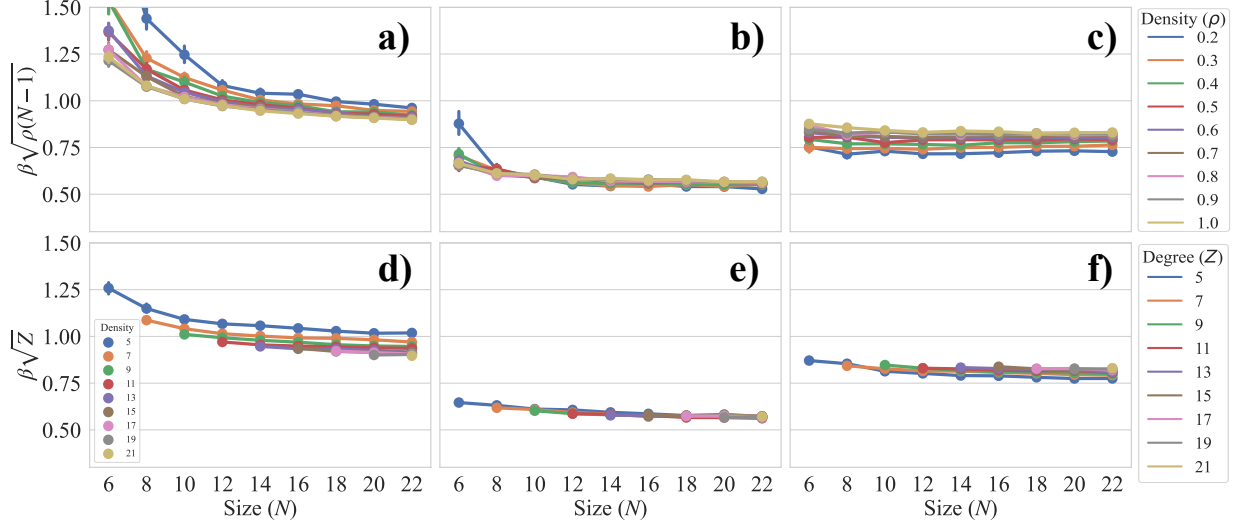 1.50
1.25
1.00
0.75
0.50
β√ρ(N−1)
a)
b)
c)
Density (ρ)
0.2
0.3
0.4
0.5
0.6
0.7
0.8
0.9
1.0
1.50
1.25
1.00
0.75
0.50
β√Z
d)
e)
f)
Density
5
7
9
11
13
15
17
19
21
Degree (Z)
5
7
9
11
13
15
17
19
21
6 8 10 12 14 16 18 20 22
6 8 10 12 14 16 18 20 22
6 8 10 12 14 16 18 20 22
Size (N)
Size (N)
Size (N)